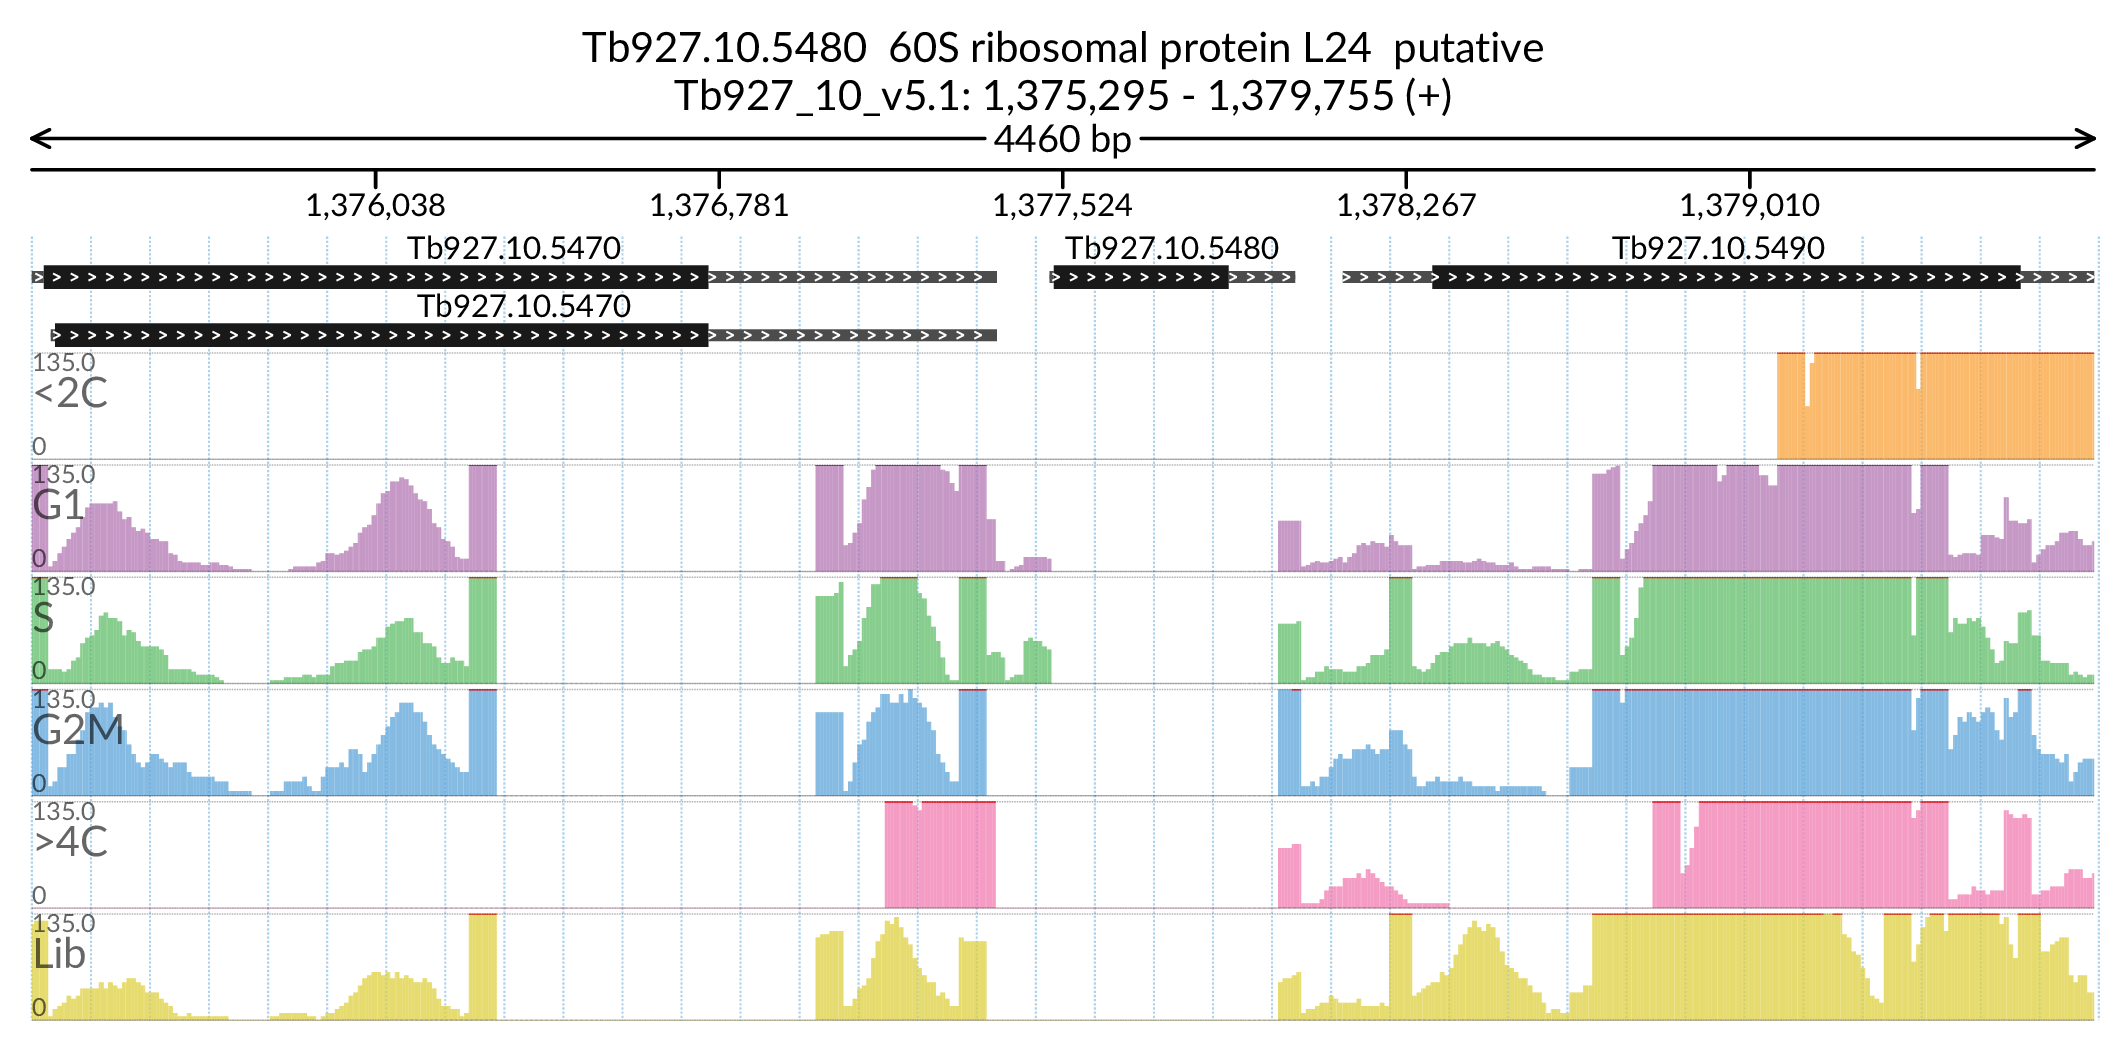 Tb927.10.5480  60S ribosomal protein L24  putative
Tb927_10_v5.1: 1,375,295 - 1,379,755 (+)
4460 bp
1,376,038 1,376,781 1,377,524 1,378,267 1,379,010
Tb927.10.5470 Tb927.10.5480 Tb927.10.5490
Tb927.10.5470
135.0
<2C
0
135.0
G1
0
135.0
S
0
135.0
G2M
0
135.0
>4C
0
135.0
Lib
0